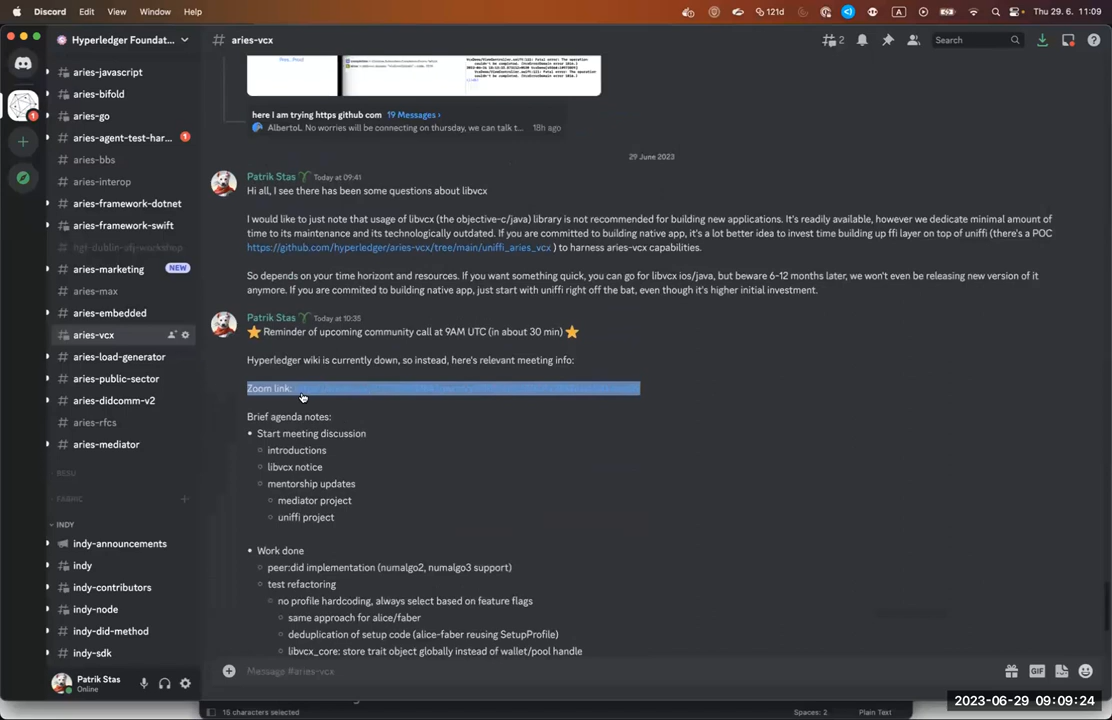 Discord Edit View Window Help
121d
A
Thu 29. 6. 11:09
Hyperledger Foundat...
# aries-vcx
2
Search
# aries-javascript
# aries-bifold
# aries-go
# aries-agent-test-har... 1
# aries-bbs
# aries-interop
# aries-framework-dotnet
# aries-framework-swift
# aries-marketing NEW
# aries-max
# aries-embedded
# aries-vcx
# aries-load-generator
# aries-public-sector
# aries-didcomm-v2
# aries-rfcs
# aries-mediator
BESU
FABRIC
INDY
indy-announcements
# indy
# indy-contributors
# indy-node
# indy-did-method
# indy-sdk
Patrik Stas
Online
here I am trying https github com 19 Messages ›
AlbertoL. No worries will be connecting on thursday, we can talk t... 18h ago
29 June 2023
Patrik Stas Today at 09:41
Hi all, I see there has been some questions about libvcx
I would like to just note that usage of libvcx (the objective-c/java) library is not recommended for building new applications. It's readily available, however we dedicate minimal amount of
time to its maintenance and its technologically outdated. If you are committed to building native app, it's a lot better idea to invest time building up ffi layer on top of uniffi (there's a POC
https://github.com/hyperledger/aries-vcx/tree/main/uniffi_aries_vcx ) to harness aries-vcx capabilities.
So depends on your time horizont and resources. If you want something quick, you can go for libvcx ios/java, but beware 6-12 months later, we won't even be releasing new version of it
anymore. If you are commited to building native app, just start with uniffi right off the bat, even though it's higher initial investment.
Patrik Stas Today at 10:35
Reminder of upcoming community call at 9AM UTC (in about 30 min)
Hyperledger wiki is currently down, so instead, here's relevant meeting info:
Zoom link:
Brief agenda notes:
• Start meeting discussion
introductions
libvcx notice
mentorship updates
mediator project
uniffi project
• Work done
peer:did implementation (numalgo2, numalgo3 support)
test refactoring
no profile hardcoding, always select based on feature flags
same approach for alice/faber
deduplication of setup code (alice-faber reusing SetupProfile)
libvcx_core: store trait object globally instead of wallet/pool handle
Message #aries-vcx
GIF
15 characters selected
Spaces: 2
Plain Text
2023-06-29 09:09:24